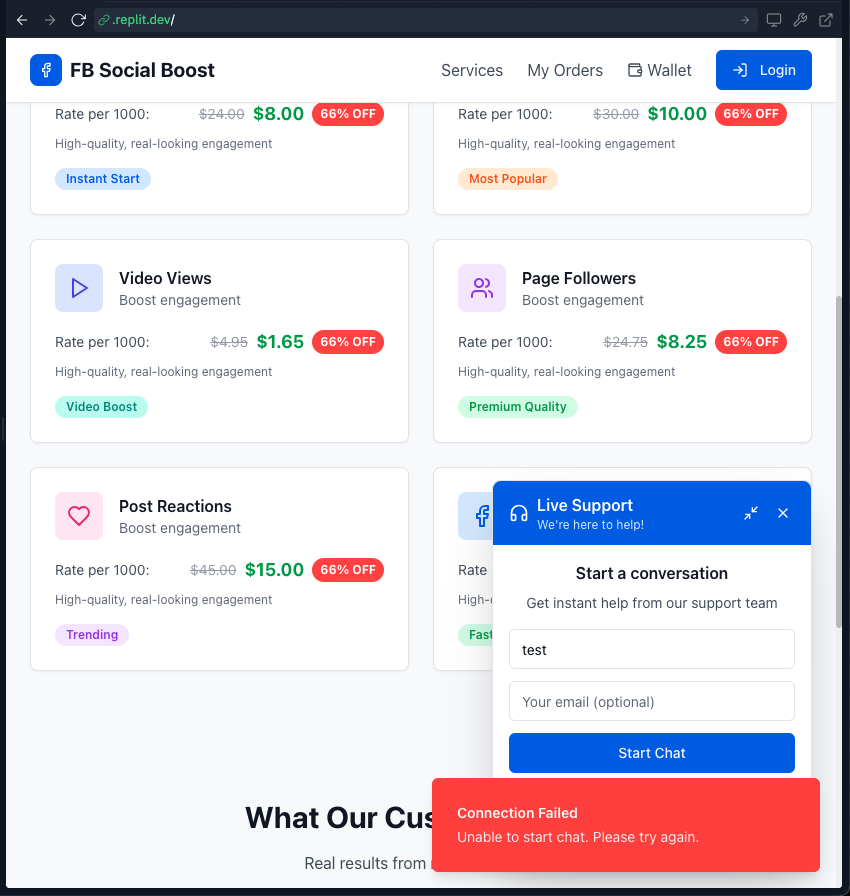 .replit.dev/
FB Social Boost
Services
My Orders
Wallet
Login
Rate per 1000: $24.00 $8.00 66% OFF
High-quality, real-looking engagement
Instant Start
Rate per 1000: $30.00 $10.00 66% OFF
High-quality, real-looking engagement
Most Popular
Video Views
Boost engagement
Rate per 1000: $4.95 $1.65 66% OFF
High-quality, real-looking engagement
Video Boost
Page Followers
Boost engagement
Rate per 1000: $24.75 $8.25 66% OFF
High-quality, real-looking engagement
Premium Quality
Post Reactions
Boost engagement
Rate per 1000: $45.00 $15.00 66% OFF
High-quality, real-looking engagement
Trending
Rate
High-
Fast
Live Support
We're here to help!
Start a conversation
Get instant help from our support team
test
Your email (optional)
Start Chat
Connection Failed
Unable to start chat. Please try again.
What Our Cus
Real results from